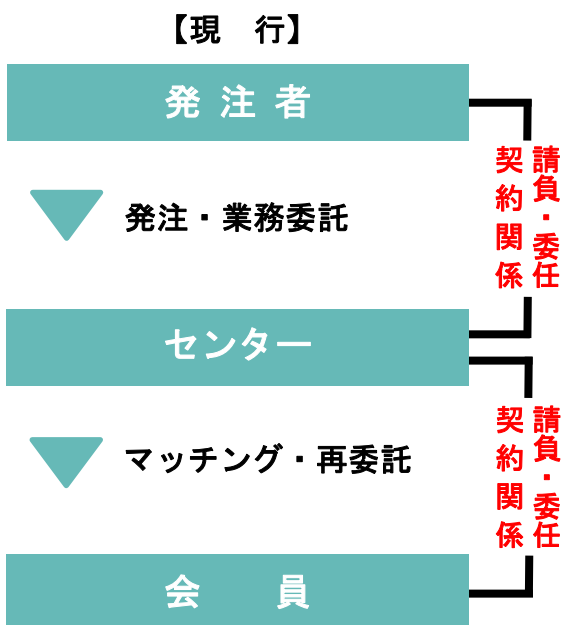 【現　行】
発 注 者
発注・業務委託
請負・委任
契約関係
センター
マッチング・再委託
請負・委任
契約関係
会　　員